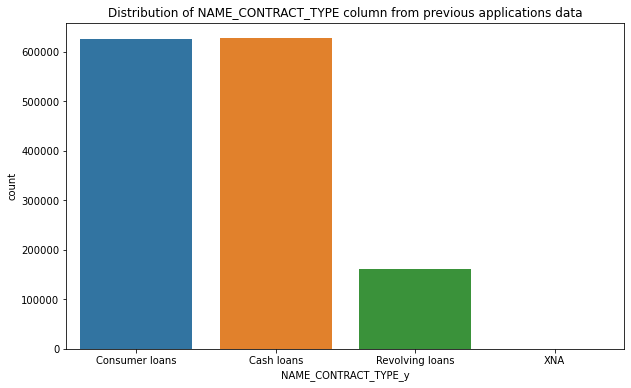 Distribution of NAME_CONTRACT_TYPE column from previous applications data
600000
500000
400000
300000
200000
100000
0
count
Consumer loans
Cash loans
Revolving loans
XNA
NAME_CONTRACT_TYPE_y